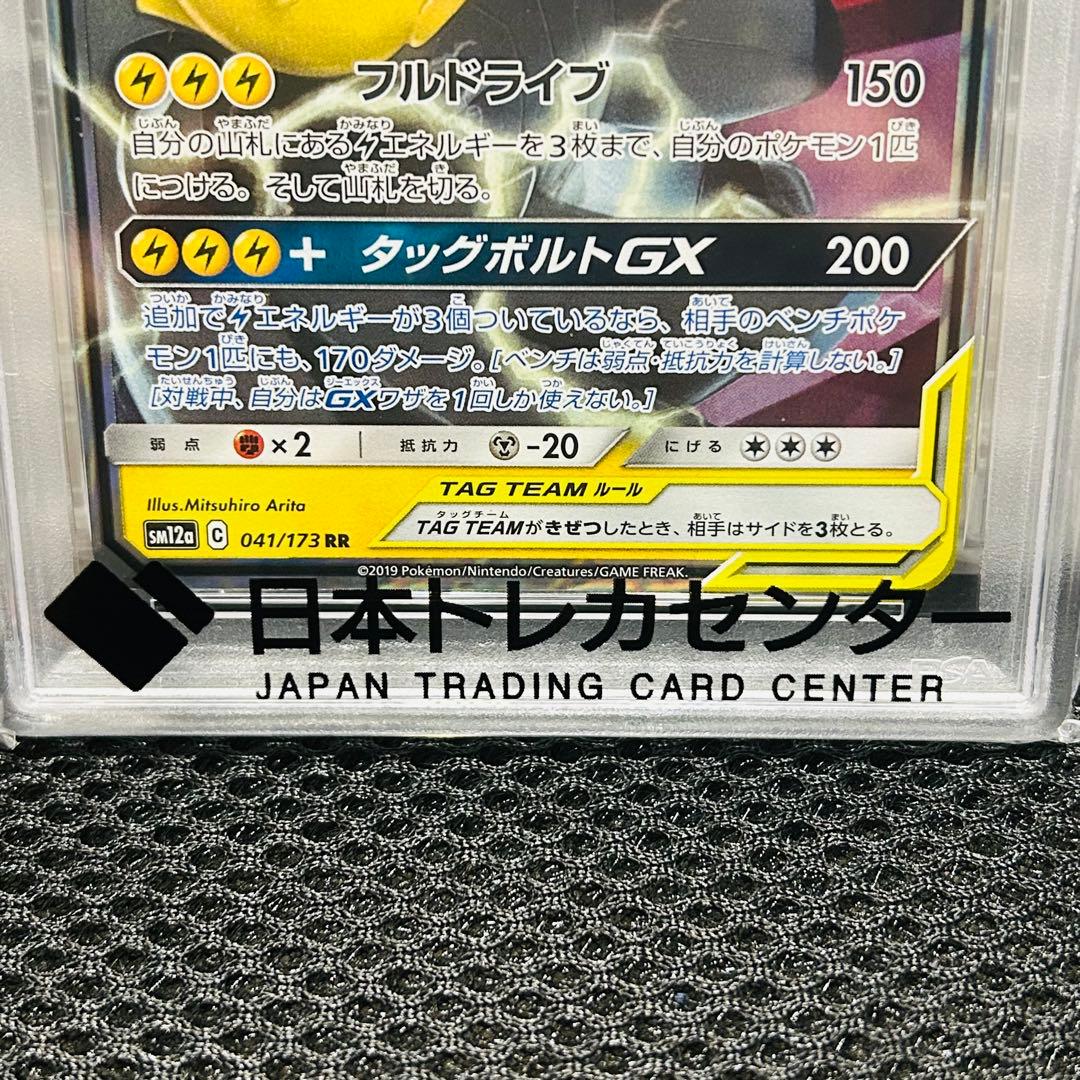 フルドライブ 150
自分の山札にあるエネルギーを3枚まで、自分のポケモン1匹
につける。そして山札を切る。
+ タッグボルトGX 200
追加でエネルギーが3個ついているなら、相手のベンチポケ
モン1匹にも、170ダメージ。[ベンチは弱点・抵抗力を計算しない。]
[対戦中、自分はGXワザを1回しか使えない。]
弱点 ×2 抵抗力 -20 にげる
TAG TEAM ルール
TAG TEAMがきぜつしたとき、相手はサイドを3枚とる。
Illus.Mitsuhiro Arita
SM12a C 041/173 RR
©2019 Pokémon/Nintendo/Creatures/GAME FREAK.
日本トレカセンター
JAPAN TRADING CARD CENTER
PSA